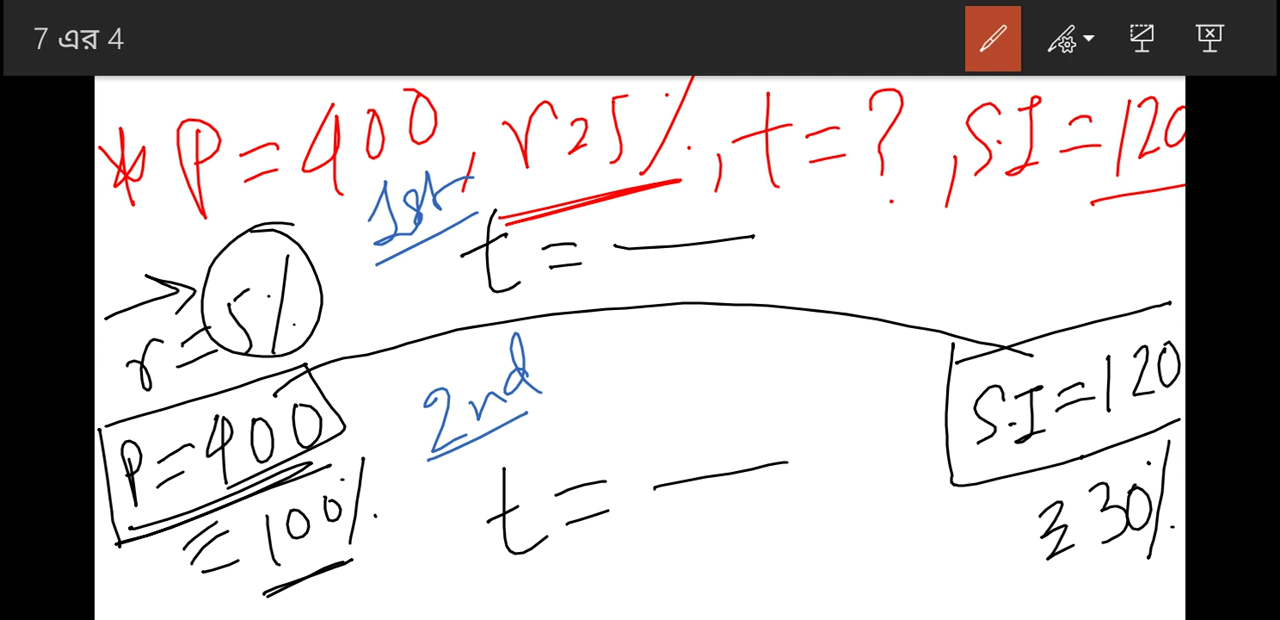 7 এর 4
* P = 400, r = 5%, t = ?, S.I = 120
1st
t =
r = 5%
2nd
P = 400
S.I = 120
t =
= 100%
= 30%